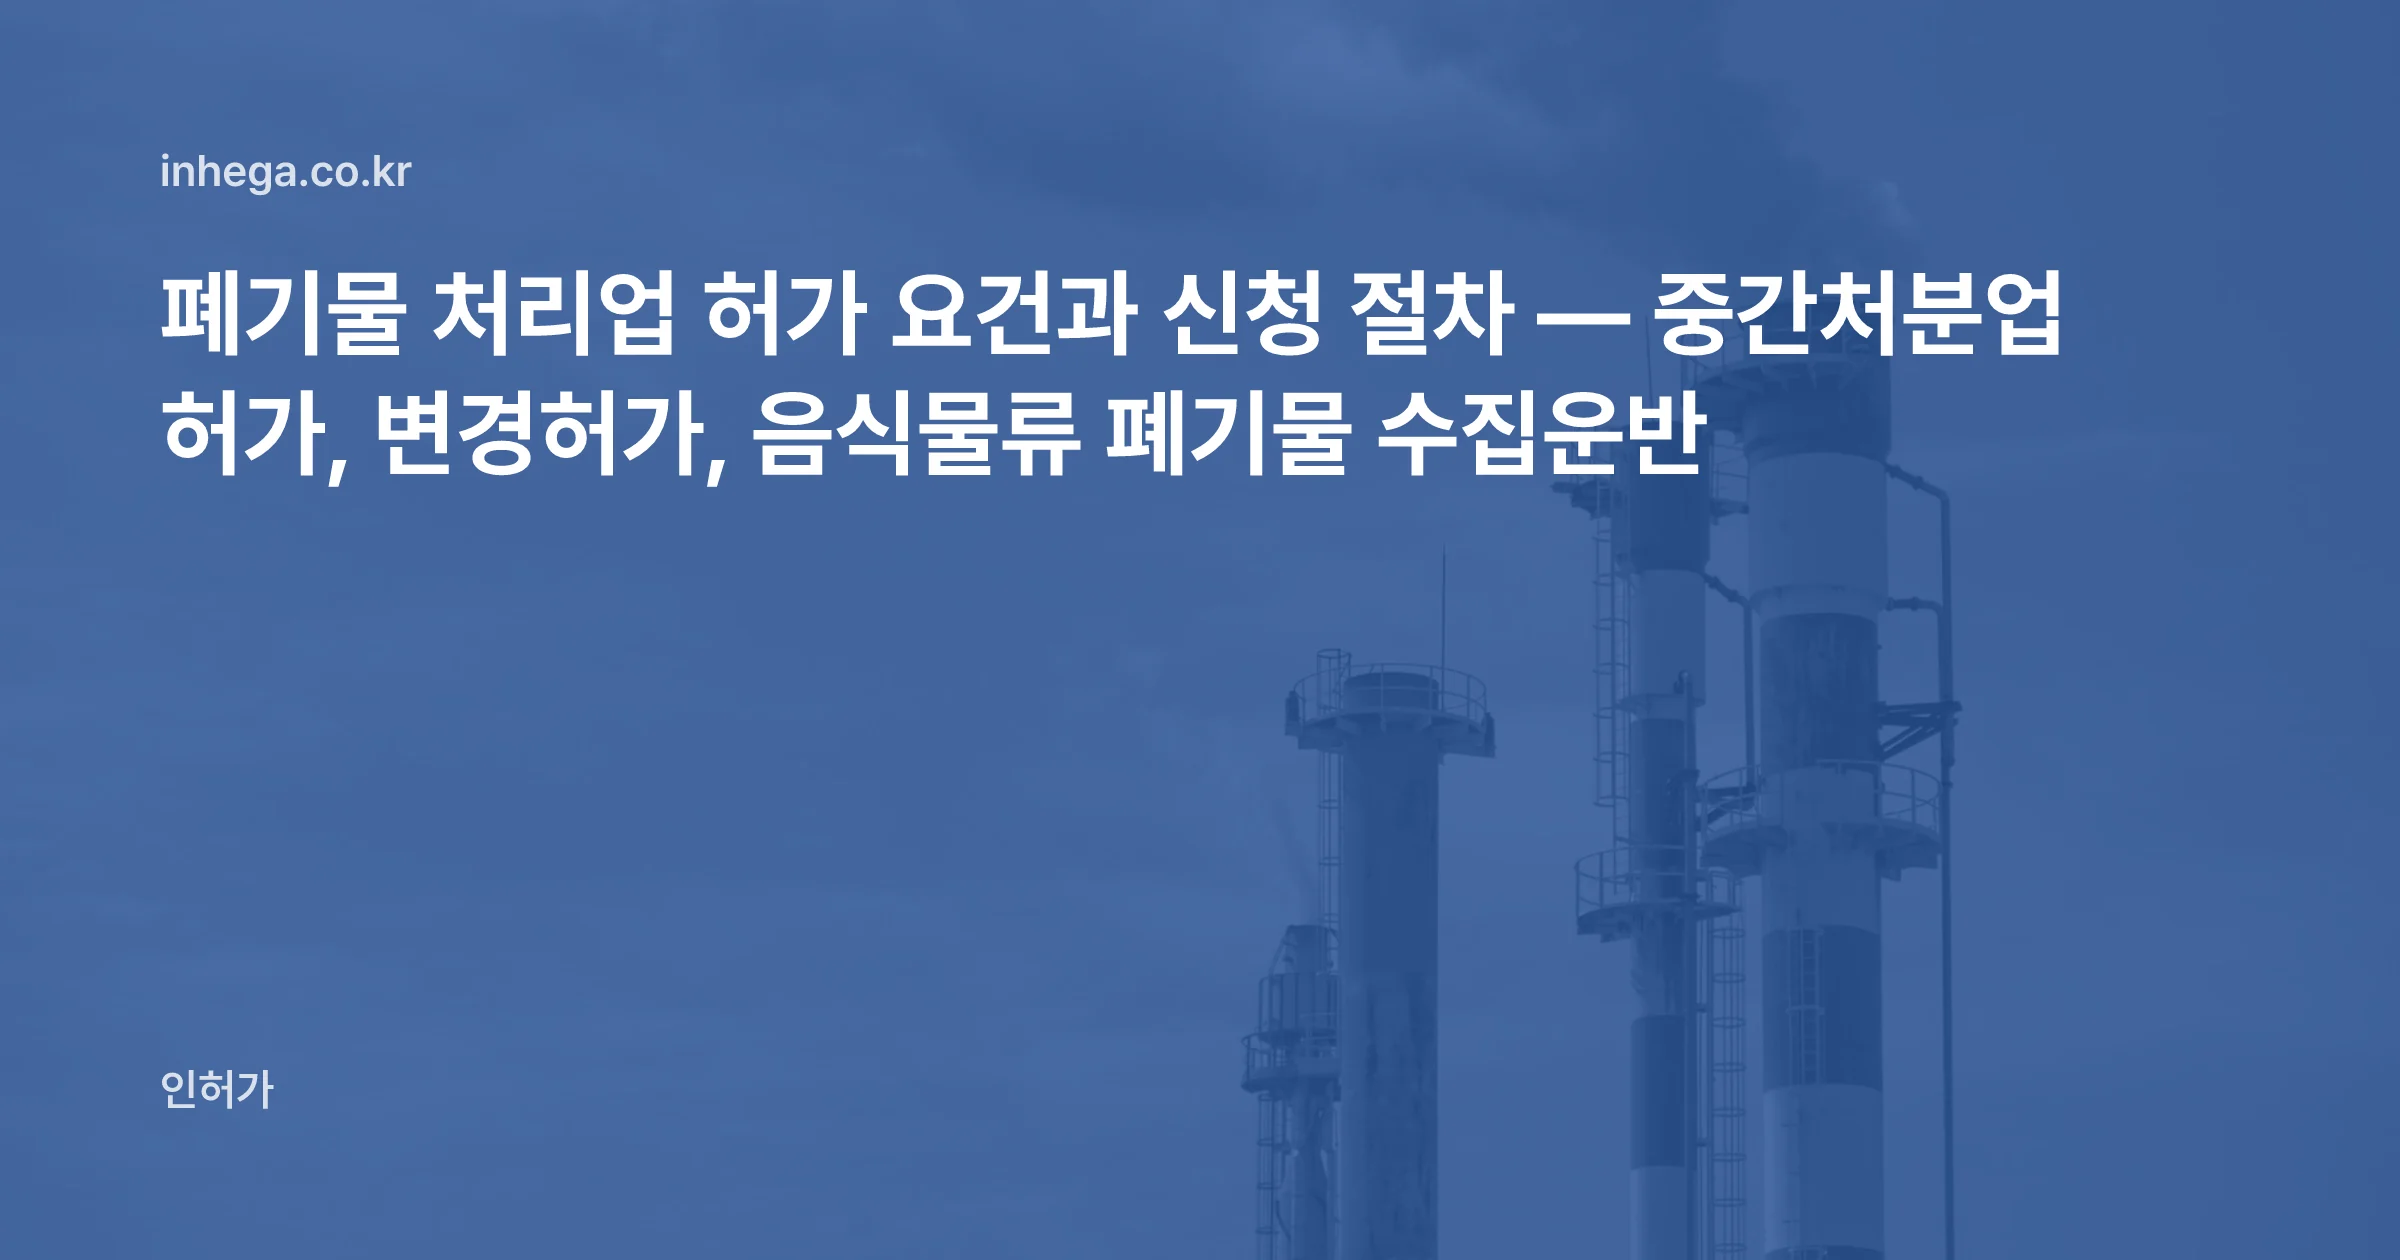 inhega.co.kr
폐기물 처리업 허가 요건과 신청 절차 — 중간처분업
허가, 변경허가, 음식물류 폐기물 수집운반
인허가